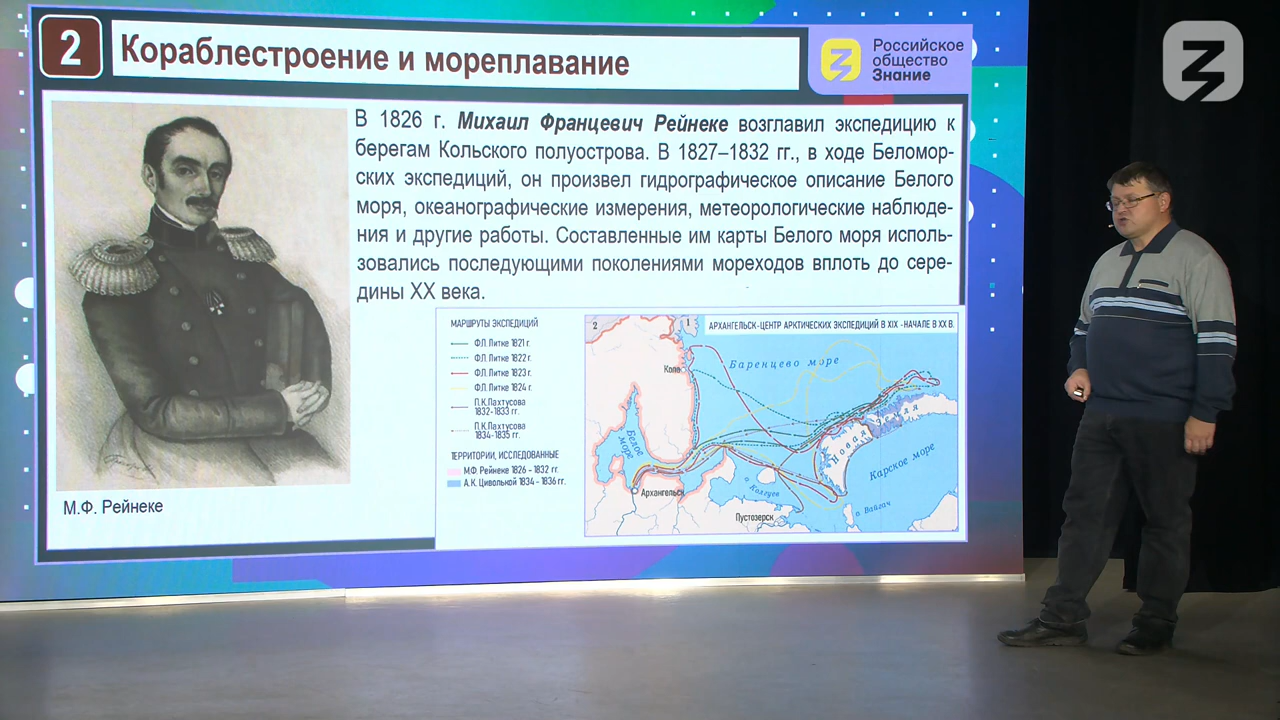 2
Кораблестроение и мореплавание
Российское
общество
Знание
В 1826 г. Михаил Францевич Рейнеке возглавил экспедицию к
берегам Кольского полуострова. В 1827–1832 гг., в ходе Беломор-
ских экспедиций, он произвел гидрографическое описание Белого
моря, океанографические измерения, метеорологические наблюде-
ния и другие работы. Составленные им карты Белого моря исполь-
зовались последующими поколениями мореходов вплоть до сере-
дины XX века.
М.Ф. Рейнеке
МАРШРУТЫ ЭКСПЕДИЦИЙ
Ф.П. Литке 1821 г.
Ф.П. Литке 1822 г.
Ф.П. Литке 1823 г.
Ф.П. Литке 1824 г.
П.К.Пахтусова
1832-1833 гг.
П.К.Пахтусова
1834-1835 гг.
ТЕРРИТОРИИ, ИССЛЕДОВАННЫЕ
М.Ф. Рейнеке 1826 - 1832 гг.
А.К. Циволькой 1834 - 1836 гг.
2
1
АРХАНГЕЛЬСК-ЦЕНТР АРКТИЧЕСКИХ ЭКСПЕДИЦИЙ В XIX - НАЧАЛЕ В XX В.
Баренцево море
Кола
Новая Земля
Белое море
Карское море
Архангельск
о. Колгуев
о. Вайгач
Пустозерск